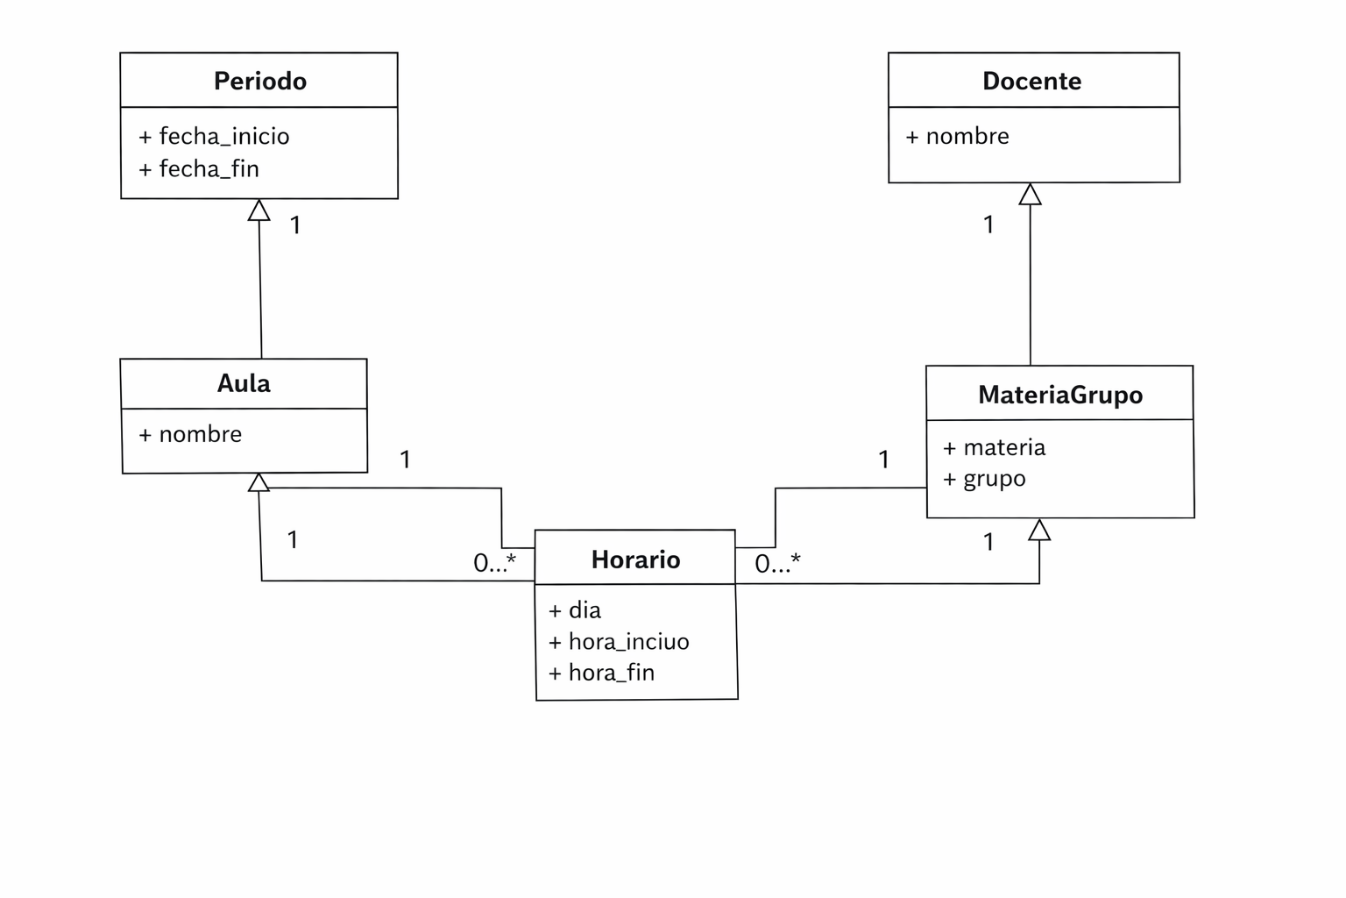 Periodo
+ fecha_inicio
+ fecha_fin
1
Docente
+ nombre
1
Aula
+ nombre
1
1
0...*
MateriaGrupo
+ materia
+ grupo
1
1
0...*
Horario
+ dia
+ hora_inciuo
+ hora_fin